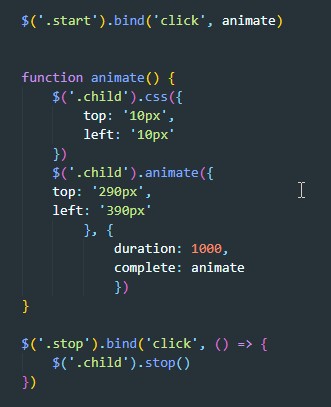 $('.start').bind('click', animate)
function animate() {
$('.child').css({
top: '10px',
left: '10px'
})
$('.child').animate({
top: '290px',
left: '390px'
}, {
duration: 1000,
complete: animate
})
}
$('.stop').bind('click', () => {
$('.child').stop()
})